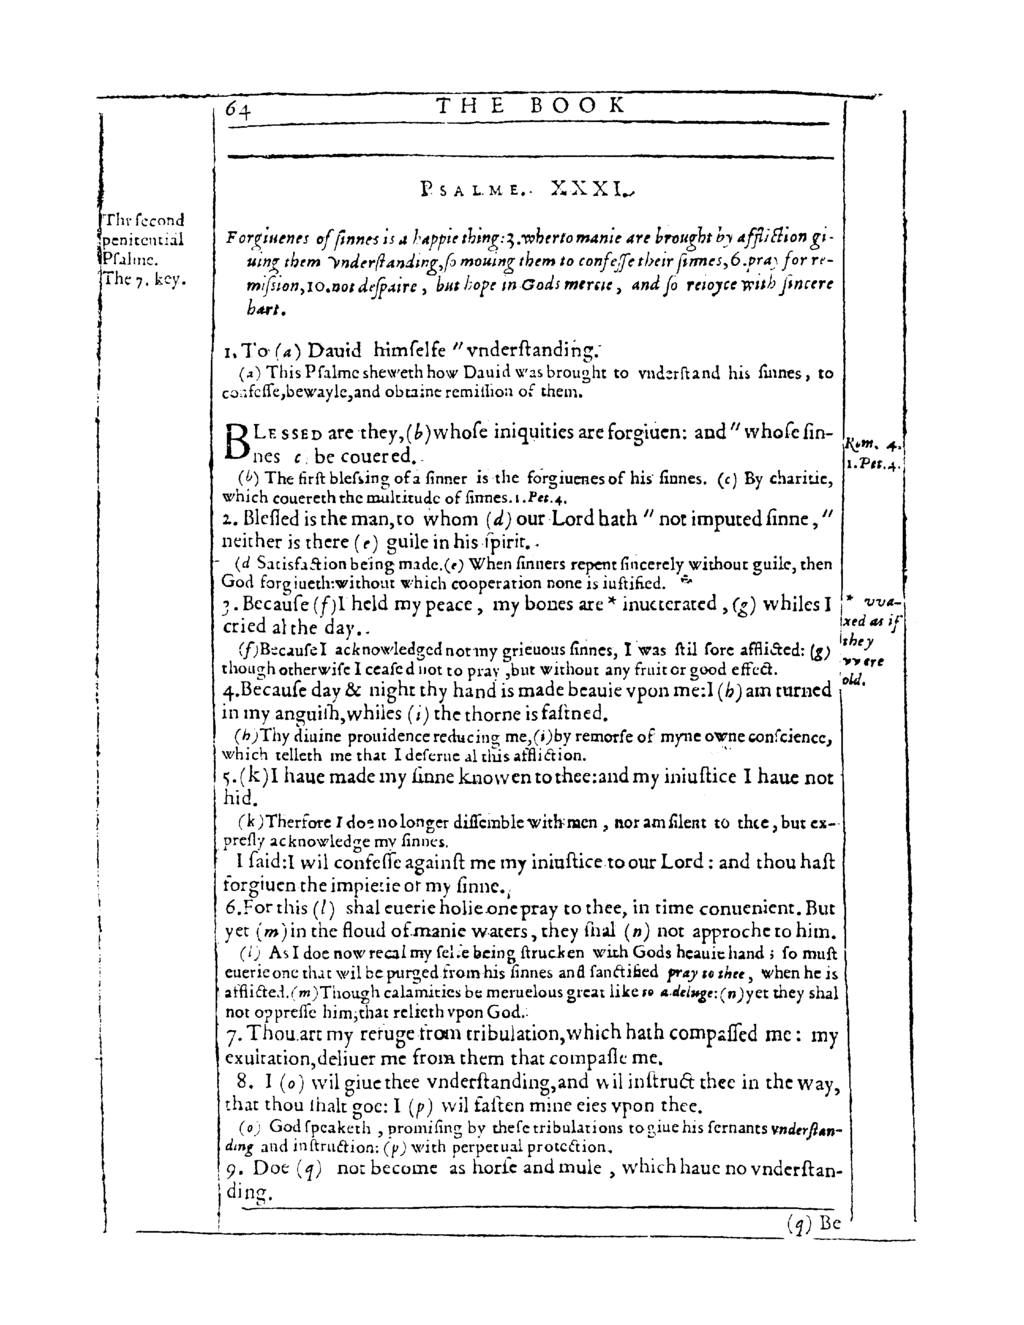 64 THE BOOK
PSALME. XXXI.
The second
penitential
Psalme.
The 7. key.
Forgiuenes of sinnes is a happie thing: 3. wherto manie are brought by affliction gi-
uing them vnderstanding, so mouing them to confesse their sinnes, 6. pray for re-
mission, 10. not despaire, but hope in Gods mercie, and so reioyce with sincere
hart.
1. To (a) Dauid himselfe " vnderstanding.
(a) This Psalme sheweth how Dauid was brought to vnderstand his sinnes, to
confesse, bewayle, and obtaine remission of them.
BLESSED are they, (b) whose iniquities are forgiuen: and " whose sin-
nes c be couered.
Rom. 4.
1. Pet. 4.
(b) The first blessing of a sinner is the forgiuenes of his sinnes. (c) By charitie,
which couereth the multitude of sinnes. 1. Pet. 4.
2. Blessed is the man, to whom (d) our Lord hath " not imputed sinne, "
neither is there (e) guile in his spirit.
(d Satisfaction being made. (e) When sinners repent sincerely without guile, then
God forgiueth: without which cooperation none is iustified.
3. Because (f) I held my peace, my bones are * inueterated, (g) whiles I
cried al the day.
* vva-
xed as if
they
vvere
old.
(f) Because I acknowledged not my grieuous sinnes, I was stil sore afflicted: (g)
though otherwise I ceased not to pray, but without any fruit or good effect.
4. Because day & night thy hand is made heauie vpon me: I (h) am turned
in my anguish, whiles (i) the thorne is fastned.
(h) Thy diuine prouidence reducing me, (i) by remorse of myne owne conscience,
which telleth me that I deserue al this affliction.
5. (k) I haue made my sinne knowen to thee: and my iniustice I haue not
hid.
(k) Therfore I doe no longer dissemble with men, nor am silent to thee, but ex-
presly acknowledge my sinnes.
I said: I wil confesse against me my iniustice to our Lord: and thou hast
forgiuen the impietie of my sinne.
6. For this (l) shal euerie holie one pray to thee, in time conuenient. But
yet (m) in the floud of manie waters, they shal (n) not approche to him.
(l) As I doe now recal my selfe being strucken with Gods heauie hand; so must
euerie one that wil be purged from his sinnes and sanctified pray to thee, when he is
afflicted. (m) Though calamities be meruelous great like to a deluge: (n) yet they shal
not oppresse him, that relieth vpon God.
7. Thou art my refuge from tribulation, which hath compassed me: my
exultation, deliuer me from them that compasse me.
8. I (o) wil giue thee vnderstanding, and wil instruct thee in the way,
that thou shalt goe: I (p) wil fasten mine eies vpon thee.
(o) God speaketh, promising by these tribulations to giue his seruants vnderstan-
ding and instruction: (p) with perpetual protection.
9. Doe (q) not become as horse and mule, which haue no vnderstan-
ding.
(q) Be